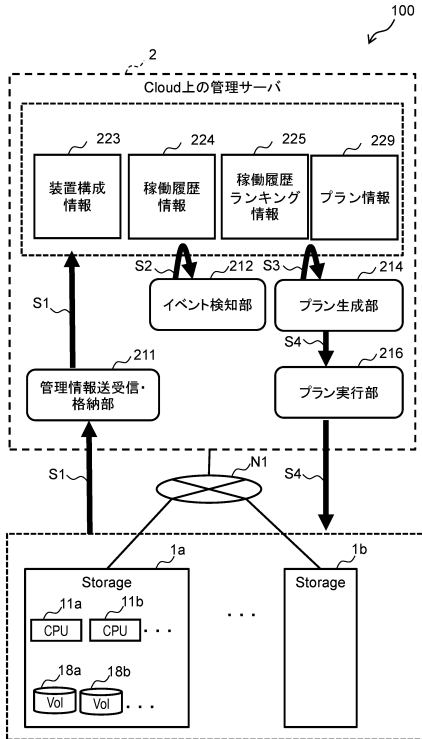 100
2
Cloud上の管理サーバ
223
224
225
229
装置構成
情報
稼働履歴
情報
稼働履歴
ランキング
情報
プラン情報
S2
212
S3
214
イベント検知部
プラン生成部
S1
S4
211
216
管理情報送受信・
格納部
プラン実行部
S1
N1
S4
1a
1b
Storage
Storage
11a
11b
CPU
CPU
・・・
・・・
18a
18b
Vol
Vol
・・・